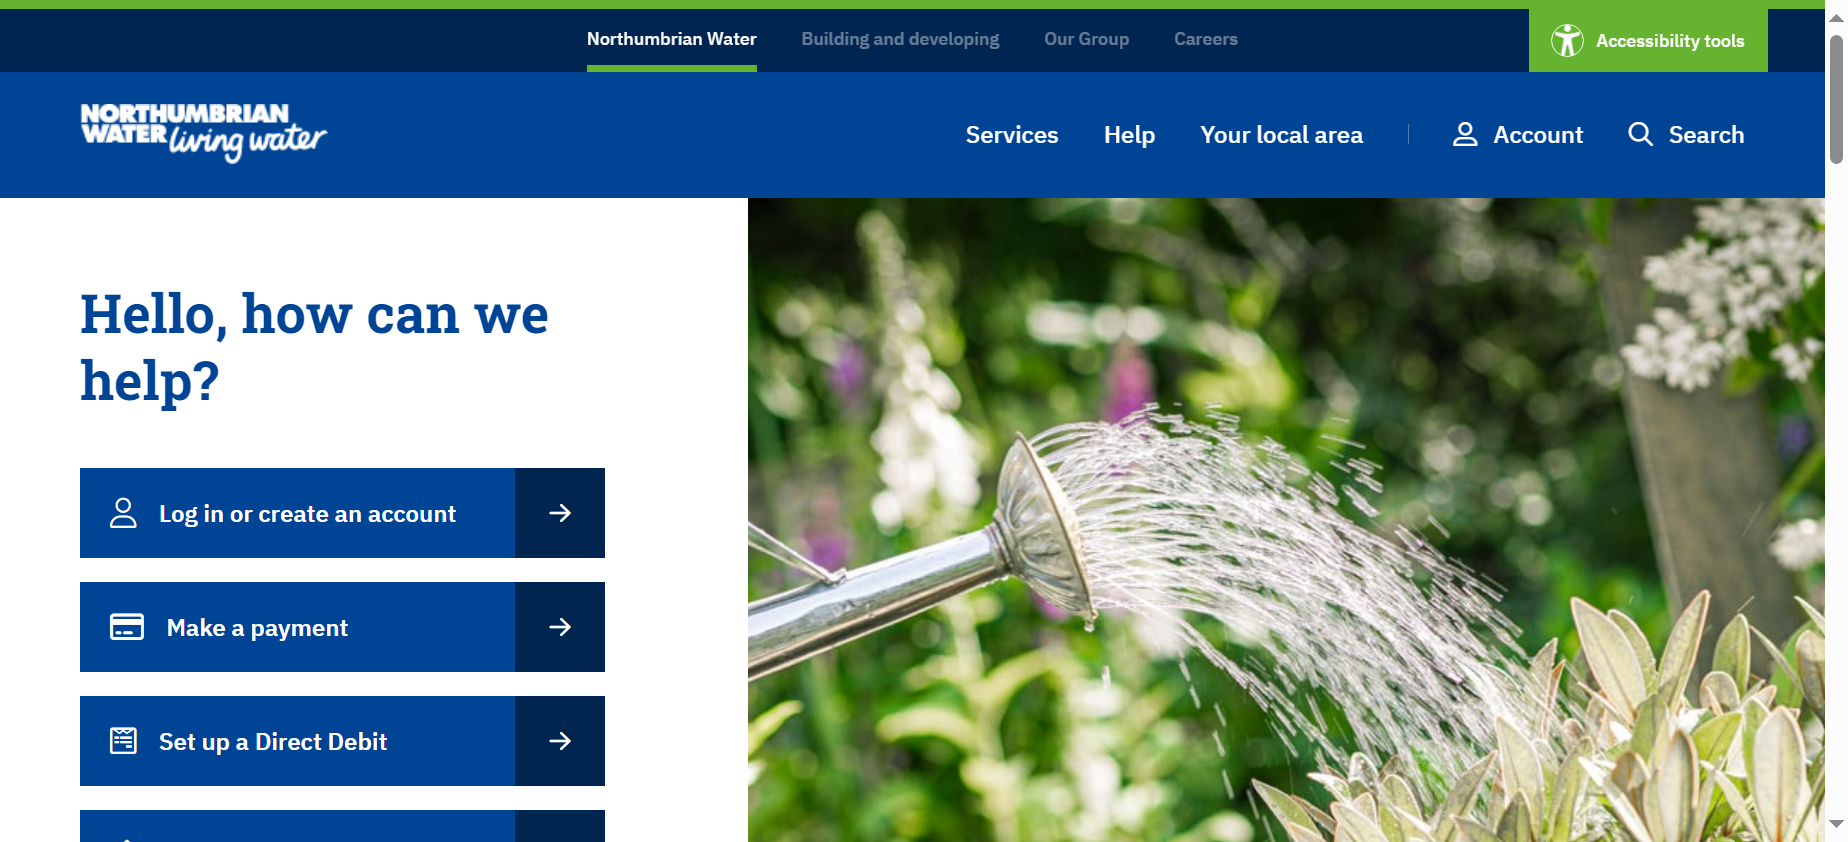 Northumbrian Water
Building and developing
Our Group
Careers
Accessibility tools
NORTHUMBRIAN
WATER living water
Services
Help
Your local area
Account
Search
Hello, how can we
help?
Log in or create an account
Make a payment
Set up a Direct Debit